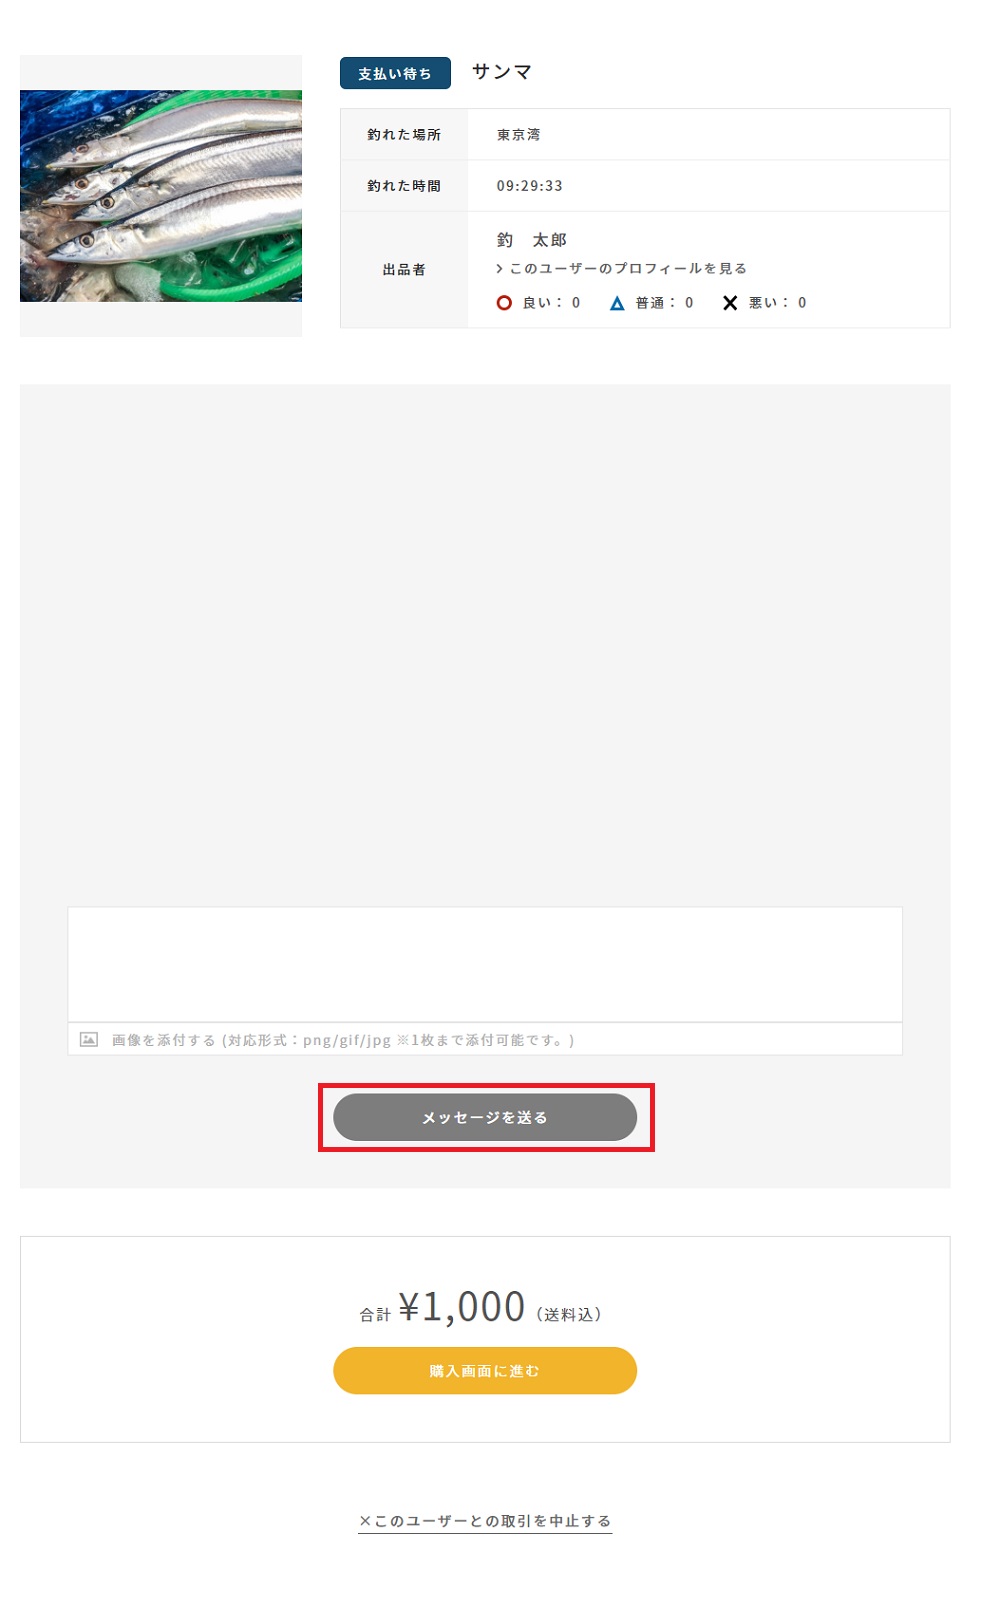 支払い待ち サンマ
釣れた場所 東京湾
釣れた時間 09:29:33
出品者 釣　太郎
このユーザーのプロフィールを見る
良い： 0 普通： 0 悪い： 0
画像を添付する (対応形式：png/gif/jpg ※1枚まで添付可能です。)
メッセージを送る
合計 ¥1,000（送料込）
購入画面に進む
×このユーザーとの取引を中止する